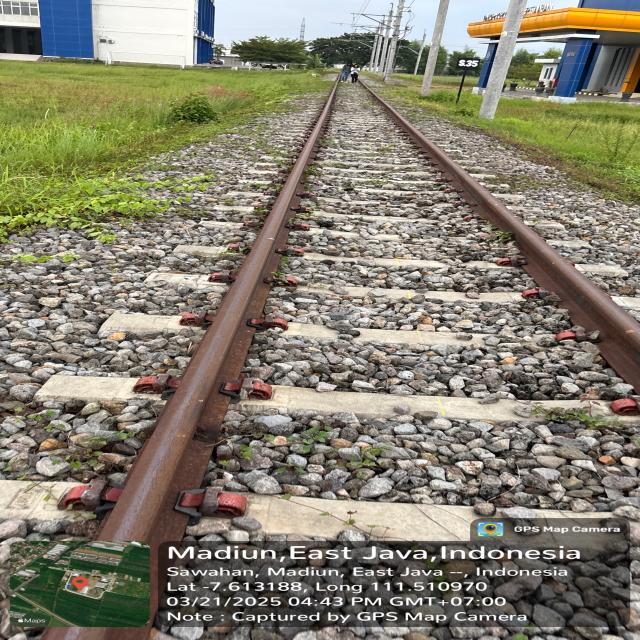 S.35
GPS Map Camera
Madiun,East Java,Indonesia
Sawahan, Madiun, East Java —, Indonesia
Lat -7.613188, Long 111.510970
03/21/2025 04:43 PM GMT+07:00
Note : Captured by GPS Map Camera
Maps